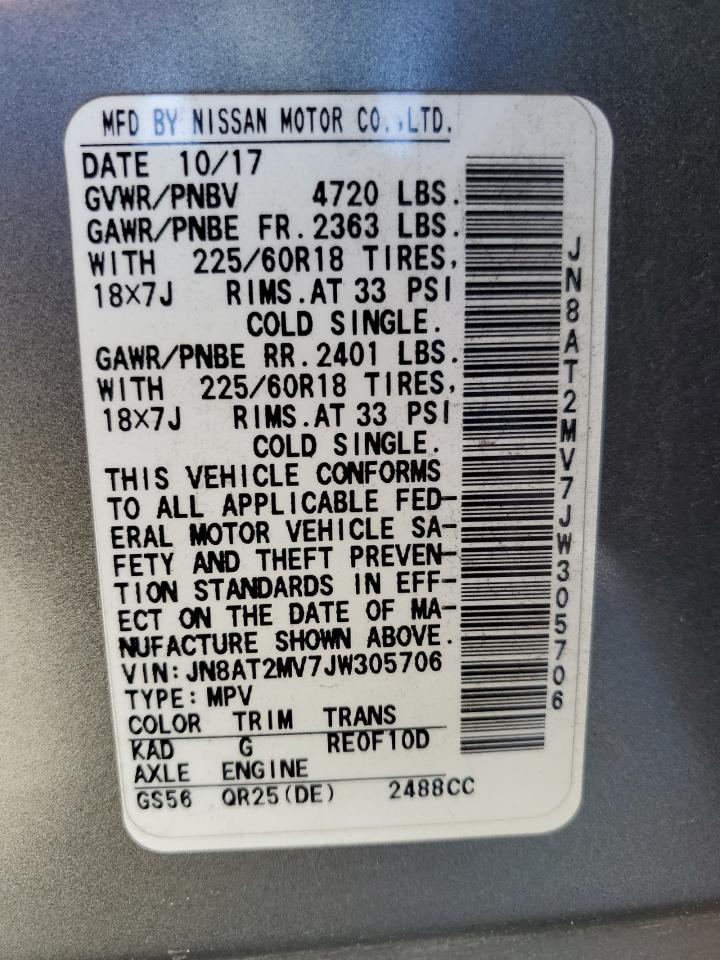 MFD BY NISSAN MOTOR CO.,LTD.
DATE 10/17
GVWR/PNBV 4720 LBS.
GAWR/PNBE FR.2363 LBS.
WITH 225/60R18 TIRES,
18×7J RIMS.AT 33 PSI
COLD SINGLE.
GAWR/PNBE RR.2401 LBS.
WITH 225/60R18 TIRES,
18×7J RIMS.AT 33 PSI
COLD SINGLE.
THIS VEHICLE CONFORMS
TO ALL APPLICABLE FED-
ERAL MOTOR VEHICLE SA-
FETY AND THEFT PREVEN-
TION STANDARDS IN EFF-
ECT ON THE DATE OF MA-
NUFACTURE SHOWN ABOVE.
VIN:JN8AT2MV7JW305706
TYPE:MPV
COLOR TRIM TRANS
KAD G RE0F10D
AXLE ENGINE
GS56 QR25(DE) 2488CC
JN8AT2MV7JW305706